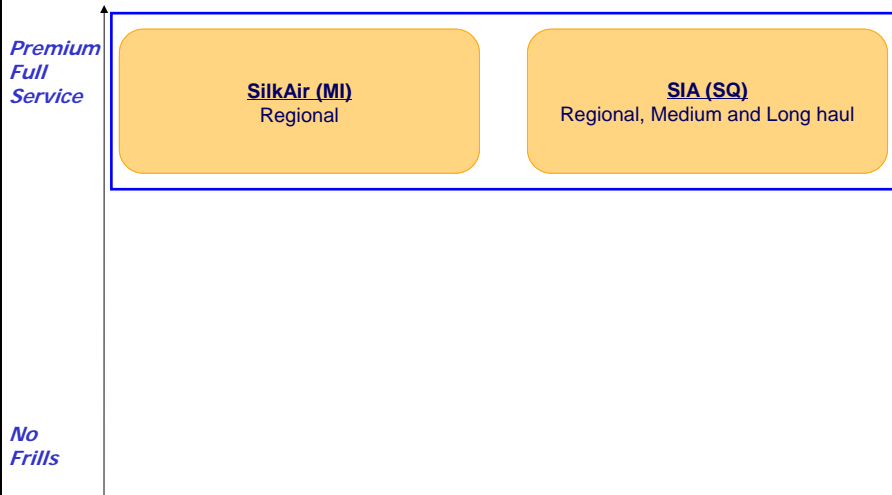 Premium
Full
Service
SilkAir (MI)
Regional
SIA (SQ)
Regional, Medium and Long haul
No
Frills